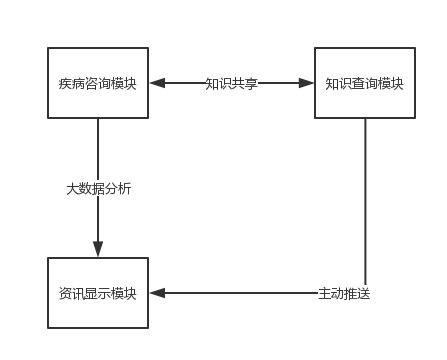 疾病咨询模块
知识共享
知识查询模块
大数据分析
资讯显示模块
主动推送